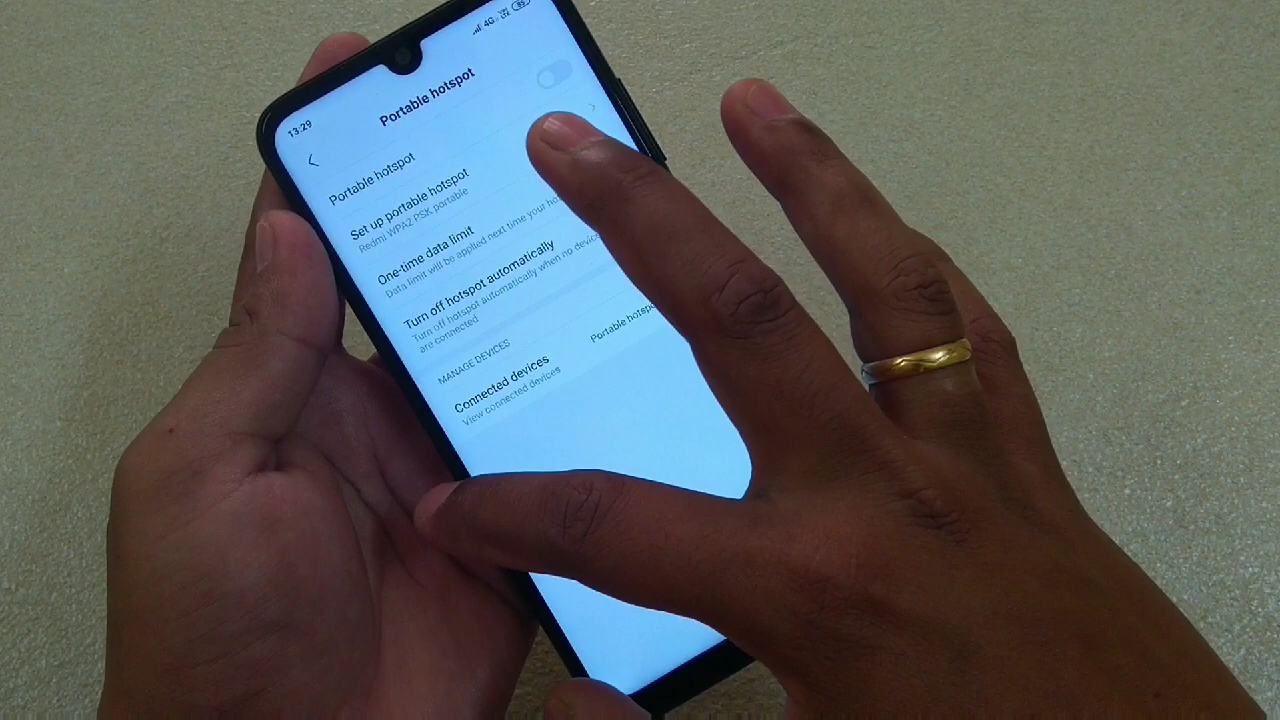 13:29
4G
Portable hotspot
Portable hotspot
Set up portable hotspot
Redmi WPA2 PSK portable
One-time data limit
Data limit will be applied next time your
Turn off hotspot automatically
Turn off hotspot automatically when no device
are connected
MANAGE DEVICES
Connected devices
View connected devices
Portable